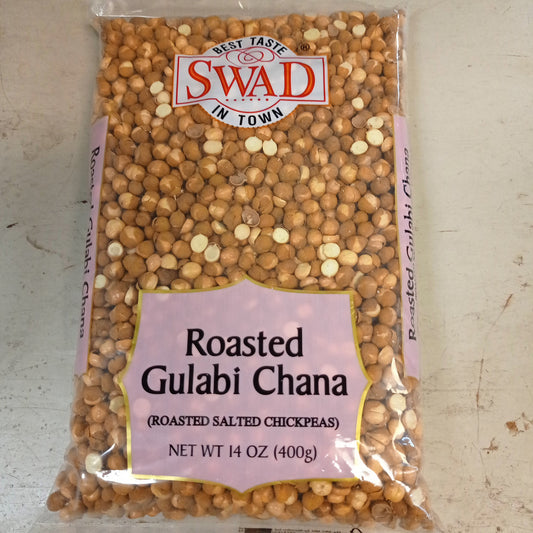 BEST TASTE
SWAD®
IN TOWN
Roasted Gulabi Chana
Roasted Gulabi Chana
Roasted
Gulabi Chana
(ROASTED SALTED CHICKPEAS)
NET WT 14 OZ (400g)